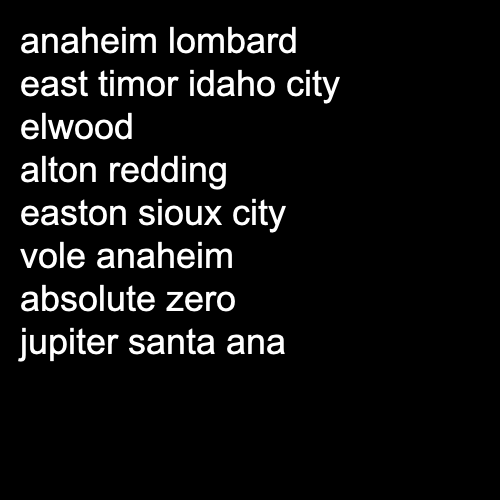 anaheim lombard
east timor idaho city
elwood
alton redding
easton sioux city
vole anaheim
absolute zero
jupiter santa ana